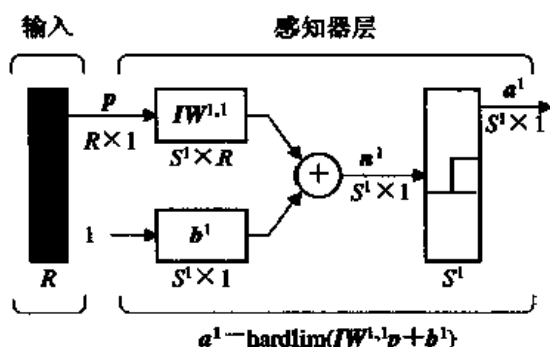 输入 感知器层
p IW¹·¹ a¹
R×1 S¹×R n¹ S¹×1
+
S¹×1
1 b¹
R S¹×1 S¹
a¹—hardlim(IW¹·¹p+b¹)